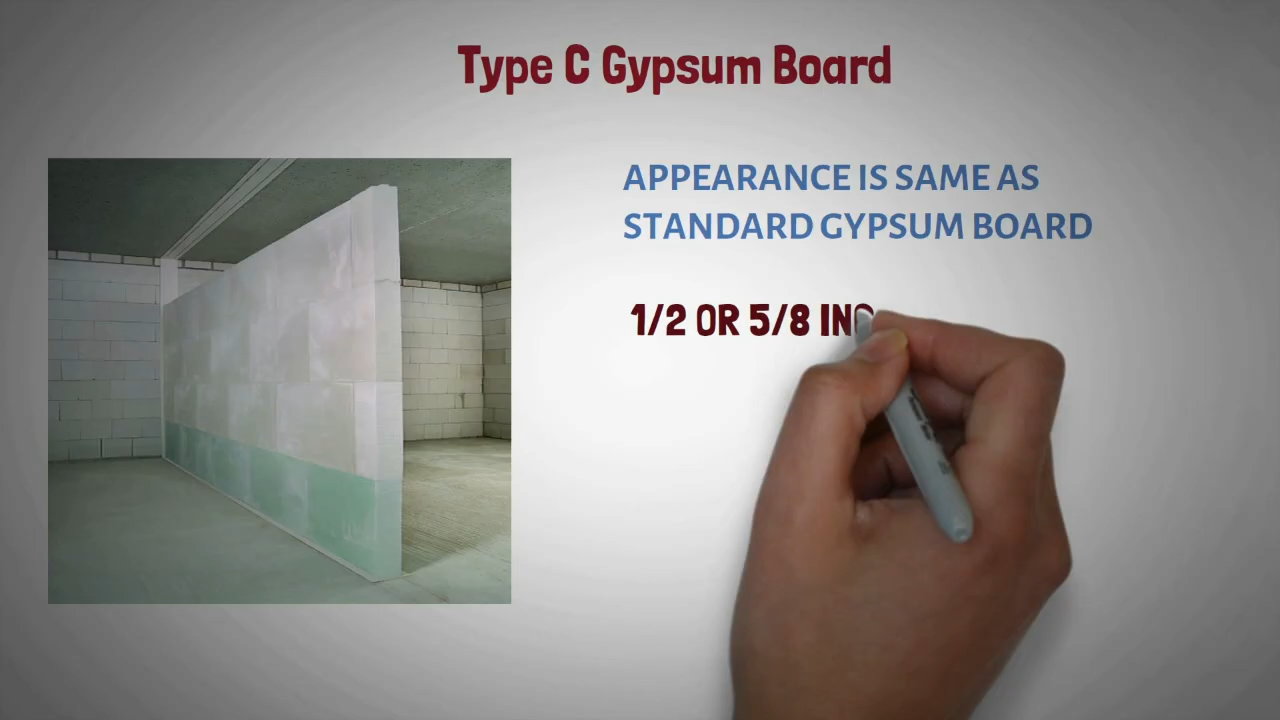 Type C Gypsum Board
APPEARANCE IS SAME AS
STANDARD GYPSUM BOARD
1/2 OR 5/8